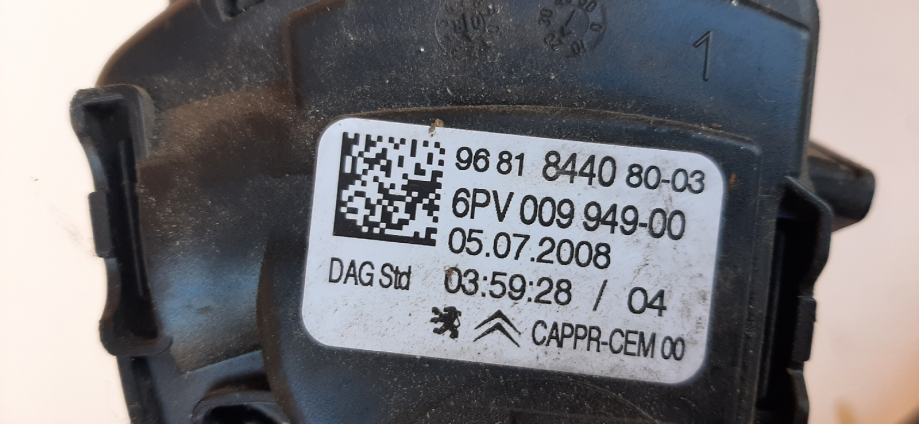 1
96 81 8440 80-03
6PV 009 949-00
05.07.2008
DAG Std 03:59:28 / 04
CAPPR-CEM 00